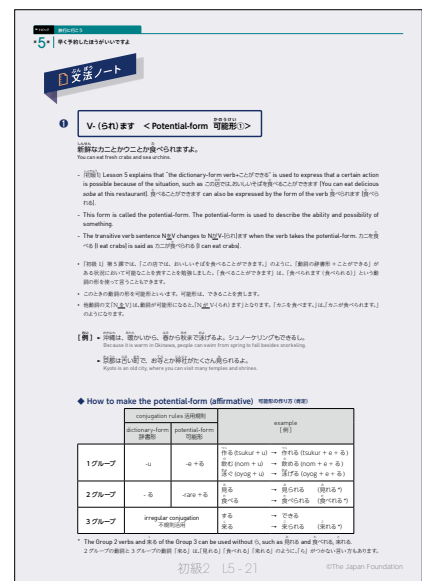 トピック 旅行に行こう
●5● 早く予約したほうがいいですよ
文法ノート
ぶん ぽう
❶ V-（られ）ます ＜Potential-form 可能形①＞
かのうけい
新鮮なカニとかウニとか食べられますよ。
You can eat fresh crabs and see urchins.
- [初級1] Lesson 5 explains that "the dictionary-form verb+ことができる" is used to express that a certain action
is possible because of the situation, such as この店では、おいしいそばを食べることができます (You can eat delicious
soba at this restaurant). 食べることができます can also be expressed by the form of the verb 食べられます (食べら
れる).
- This form is called the potential-form. The potential-form is used to describe the ability and possibility of
something.
- The transitive verb sentence NをV changes to NがV-(られ)ます when the verb takes the potential-form. カニを食
べる (I eat crabs) is said as カニが食べられる (I can eat crabs).
・『初級 1』第 5 課では、「この店では、おいしいそばを食べることができます。」のように、「動詞の辞書形 + ことができる」が
ある状況において可能なことを表すことを勉強しました。「食べることができます」は、「食べられます（食べられる）」という動
詞の形を使って言うこともできます。
・このときの動詞の形を可能形といいます。可能形は、できることを表します。
・他動詞の文「NをV」は、動詞が可能形になると、「NがV-(られ)ます」となります。「カニを食べます。」は、「カニが食べられます。」
のようになります。
[例] ● 沖縄は、暖かいから、春から秋まで泳げるよ。シュノーケリングもできるし。
Because it is warm in Okinawa, people can swim from spring to fall besides snorkeling.
● 京都は古い町で、お寺とか神社がたくさん見られるよ。
Kyoto is an old city, where you can visit many temples and shrines.
◆ How to make the potential-form (affirmative) 可能形の作り方（肯定）
conjugation rules 活用規則
example
[例]
dictionary-form
辞書形
potential-form
可能形
1 グループ -u -e + る
作る (tsukur + u) → 作れる (tsukur + e + る)
飲む (nom + u) → 飲める (nom + e + る)
泳ぐ (oyog + u) → 泳げる (oyog + e + る)
2 グループ - る -rare + る
見る → 見られる （見れる*）
食べる → 食べられる （食べれる*）
3 グループ irregular conjugation
不規則活用
する → できる
来る → 来られる （来れる*）
* The Group 2 verbs and 来る of the Group 3 can be used without ら, such as 見れる and 食べれる, 来れる.
2 グループの動詞と 3 グループの動詞「来る」は、「見れる」「食べれる」「来れる」のように、「ら」がつかない言い方もあります。
初級2 L5 - 21
©The Japan Foundation